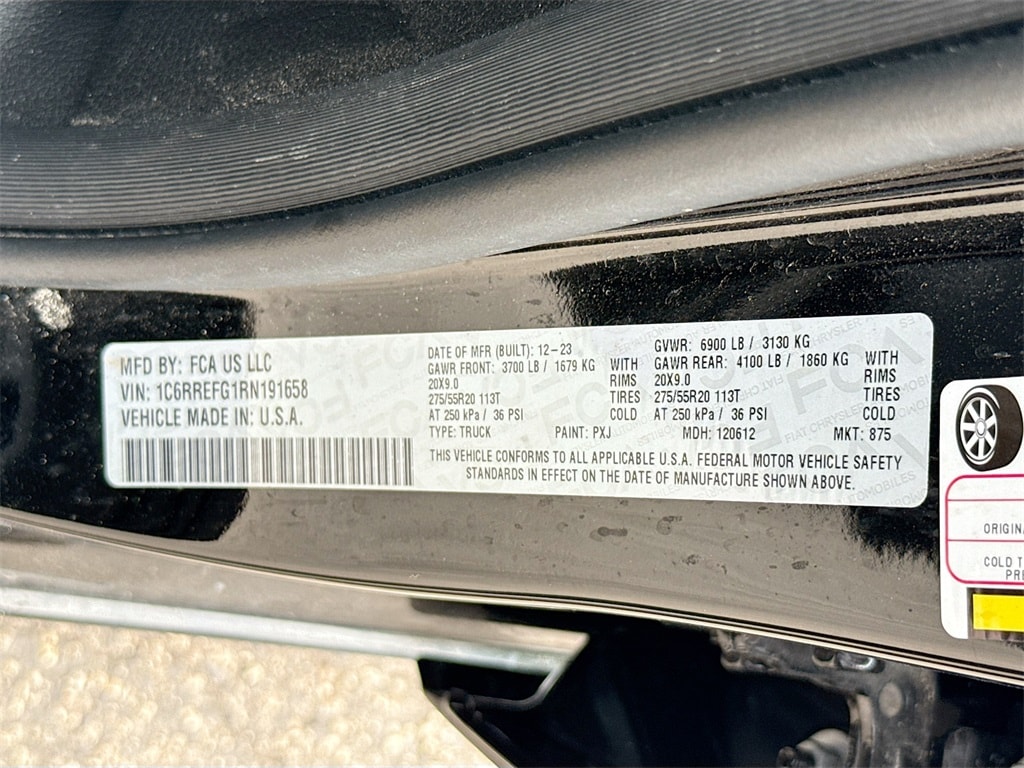 MFD BY: FCA US LLC
VIN: 1C6RREFG1RN191658
VEHICLE MADE IN: U.S.A.
DATE OF MFR (BUILT): 12-23
GAWR FRONT: 3700 LB / 1679 KG WITH
20X9.0 RIMS
275/55R20 113T TIRES
AT 250 kPa / 36 PSI COLD
GVWR: 6900 LB / 3130 KG
GAWR REAR: 4100 LB / 1860 KG WITH
20X9.0 RIMS
275/55R20 113T TIRES
AT 250 kPa / 36 PSI COLD
TYPE: TRUCK PAINT: PXJ MDH: 120612 MKT: 875
THIS VEHICLE CONFORMS TO ALL APPLICABLE U.S.A. FEDERAL MOTOR VEHICLE SAFETY
STANDARDS IN EFFECT ON THE DATE OF MANUFACTURE SHOWN ABOVE.
COLD